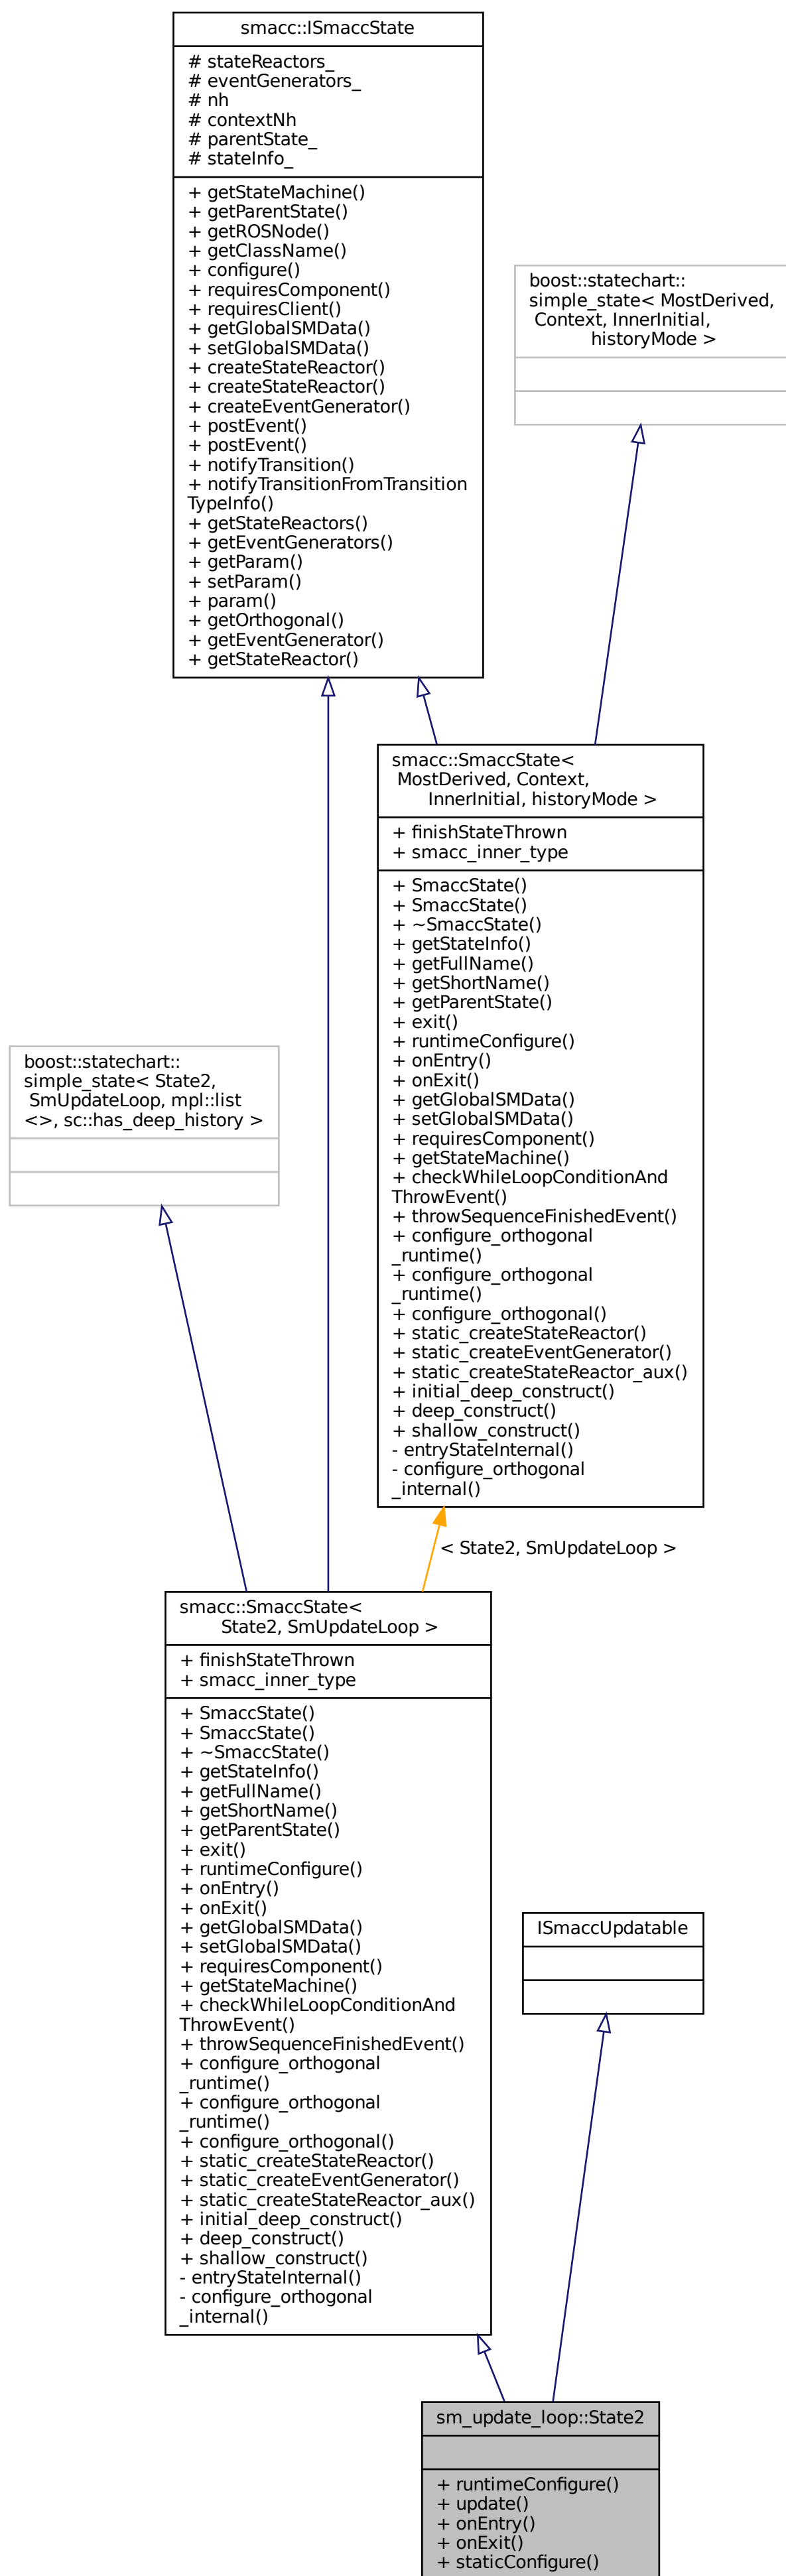 smacc::ISmaccState
# stateReactors_
# eventGenerators_
# nh
# contextNh
# parentState_
# stateInfo_
+ getStateMachine()
+ getParentState()
+ getROSNode()
+ getClassName()
+ configure()
+ requiresComponent()
+ requiresClient()
+ getGlobalSMData()
+ setGlobalSMData()
+ createStateReactor()
+ createStateReactor()
+ createEventGenerator()
+ postEvent()
+ postEvent()
+ notifyTransition()
+ notifyTransitionFromTransition
TypeInfo()
+ getStateReactors()
+ getEventGenerators()
+ getParam()
+ setParam()
+ param()
+ getOrthogonal()
+ getEventGenerator()
+ getStateReactor()
boost::statechart::
simple_state< MostDerived,
Context, InnerInitial,
historyMode >
smacc::SmaccState<
MostDerived, Context,
InnerInitial, historyMode >
+ finishStateThrown
+ smacc_inner_type
+ SmaccState()
+ SmaccState()
+ ~SmaccState()
+ getStateInfo()
+ getFullName()
+ getShortName()
+ getParentState()
+ exit()
+ runtimeConfigure()
+ onEntry()
+ onExit()
+ getGlobalSMData()
+ setGlobalSMData()
+ requiresComponent()
+ getStateMachine()
+ checkWhileLoopConditionAnd
ThrowEvent()
+ throwSequenceFinishedEvent()
+ configure_orthogonal
_runtime()
+ configure_orthogonal
_runtime()
+ configure_orthogonal()
+ static_createStateReactor()
+ static_createEventGenerator()
+ static_createStateReactor_aux()
+ initial_deep_construct()
+ deep_construct()
+ shallow_construct()
- entryStateInternal()
- configure_orthogonal
_internal()
boost::statechart::
simple_state< State2,
SmUpdateLoop, mpl::list
<>, sc::has_deep_history >
< State2, SmUpdateLoop >
smacc::SmaccState<
State2, SmUpdateLoop >
+ finishStateThrown
+ smacc_inner_type
+ SmaccState()
+ SmaccState()
+ ~SmaccState()
+ getStateInfo()
+ getFullName()
+ getShortName()
+ getParentState()
+ exit()
+ runtimeConfigure()
+ onEntry()
+ onExit()
+ getGlobalSMData()
+ setGlobalSMData()
+ requiresComponent()
+ getStateMachine()
+ checkWhileLoopConditionAnd
ThrowEvent()
+ throwSequenceFinishedEvent()
+ configure_orthogonal
_runtime()
+ configure_orthogonal
_runtime()
+ configure_orthogonal()
+ static_createStateReactor()
+ static_createEventGenerator()
+ static_createStateReactor_aux()
+ initial_deep_construct()
+ deep_construct()
+ shallow_construct()
- entryStateInternal()
- configure_orthogonal
_internal()
ISmaccUpdatable
sm_update_loop::State2
+ runtimeConfigure()
+ update()
+ onEntry()
+ onExit()
+ staticConfigure()